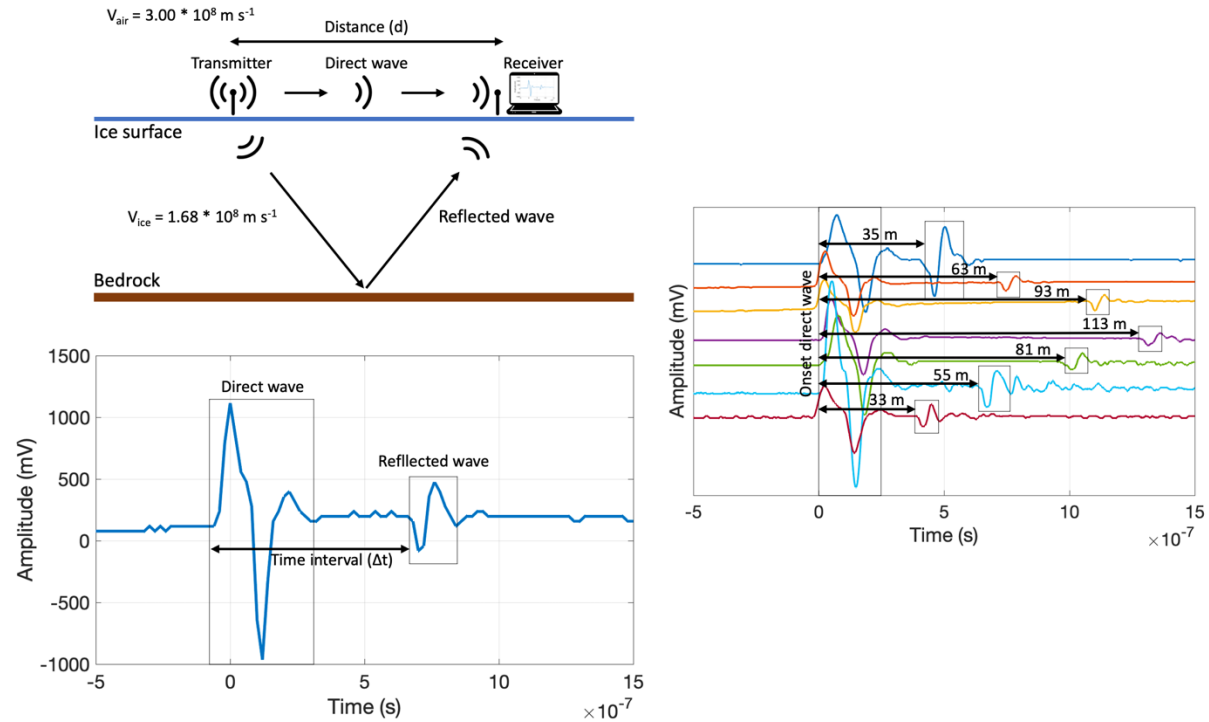 V_air = 3.00 * 10^8 m s^-1
Distance (d)
Transmitter
Direct wave
Receiver
Ice surface
V_ice = 1.68 * 10^8 m s^-1
Reflected wave
Bedrock
1500
1000
500
0
-500
-1000
Amplitude (mV)
Direct wave
Refllected wave
Time interval (Δt)
-5
0
5
10
15
Time (s)
×10^-7
Amplitude (mV)
Onset direct wave
35 m
63 m
93 m
113 m
81 m
55 m
33 m
-5
0
5
10
15
Time (s)
×10^-7